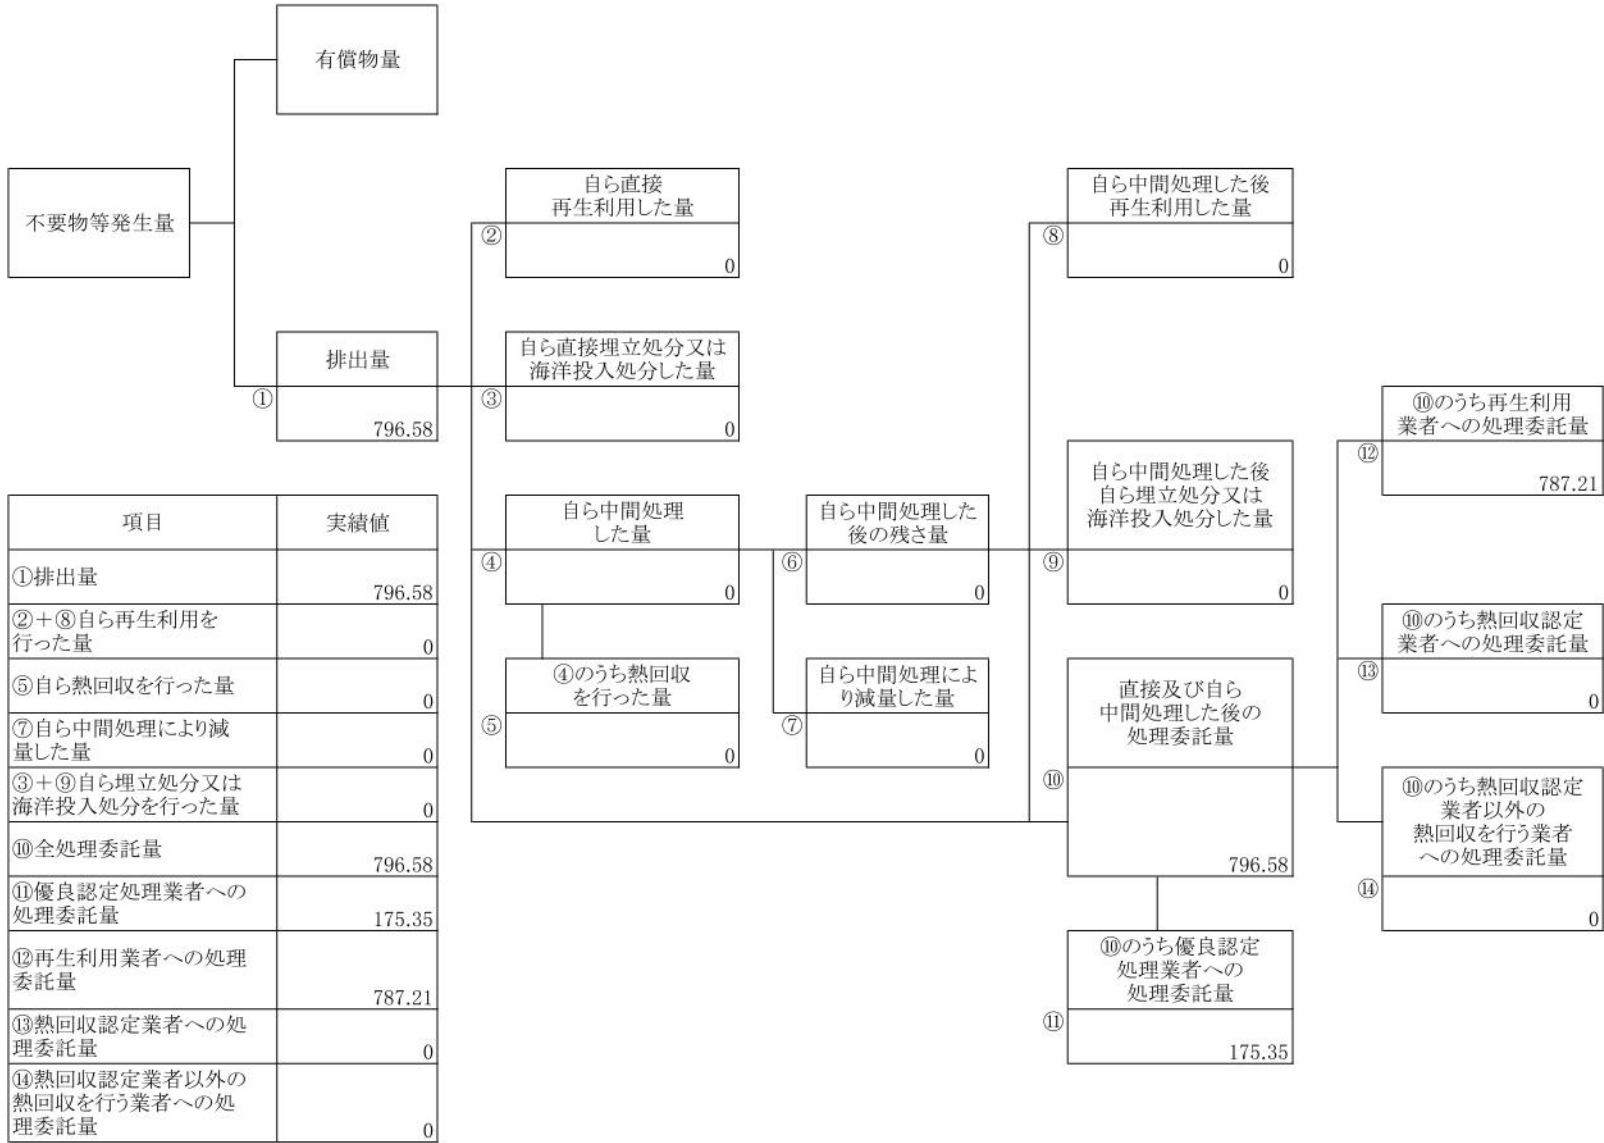 有償物量
不要物等発生量
排出量
①
796.58
自ら直接
再生利用した量
②
0
自ら直接埋立処分又は
海洋投入処分した量
③
0
自ら中間処理
した量
④
0
④のうち熱回収
を行った量
⑤
0
自ら中間処理した
後の残さ量
⑥
0
自ら中間処理によ
り減量した量
⑦
0
自ら中間処理した後
再生利用した量
⑧
0
自ら中間処理した後
自ら埋立処分又は
海洋投入処分した量
⑨
0
直接及び自ら
中間処理した後の
処理委託量
⑩
796.58
⑩のうち優良認定
処理業者への
処理委託量
⑪
175.35
⑩のうち再生利用
業者への処理委託量
⑫
787.21
⑩のうち熱回収認定
業者への処理委託量
⑬
0
⑩のうち熱回収認定
業者以外の
熱回収を行う業者
への処理委託量
⑭
0
項目 実績値
①排出量
796.58
②+⑧自ら再生利用を
行った量
0
⑤自ら熱回収を行った量
0
⑦自ら中間処理により減
量した量
0
③+⑨自ら埋立処分又は
海洋投入処分を行った量
0
⑩全処理委託量
796.58
⑪優良認定処理業者への
処理委託量
175.35
⑫再生利用業者への処理
委託量
787.21
⑬熱回収認定業者への処
理委託量
0
⑭熱回収認定業者以外の
熱回収を行う業者への処
理委託量
0